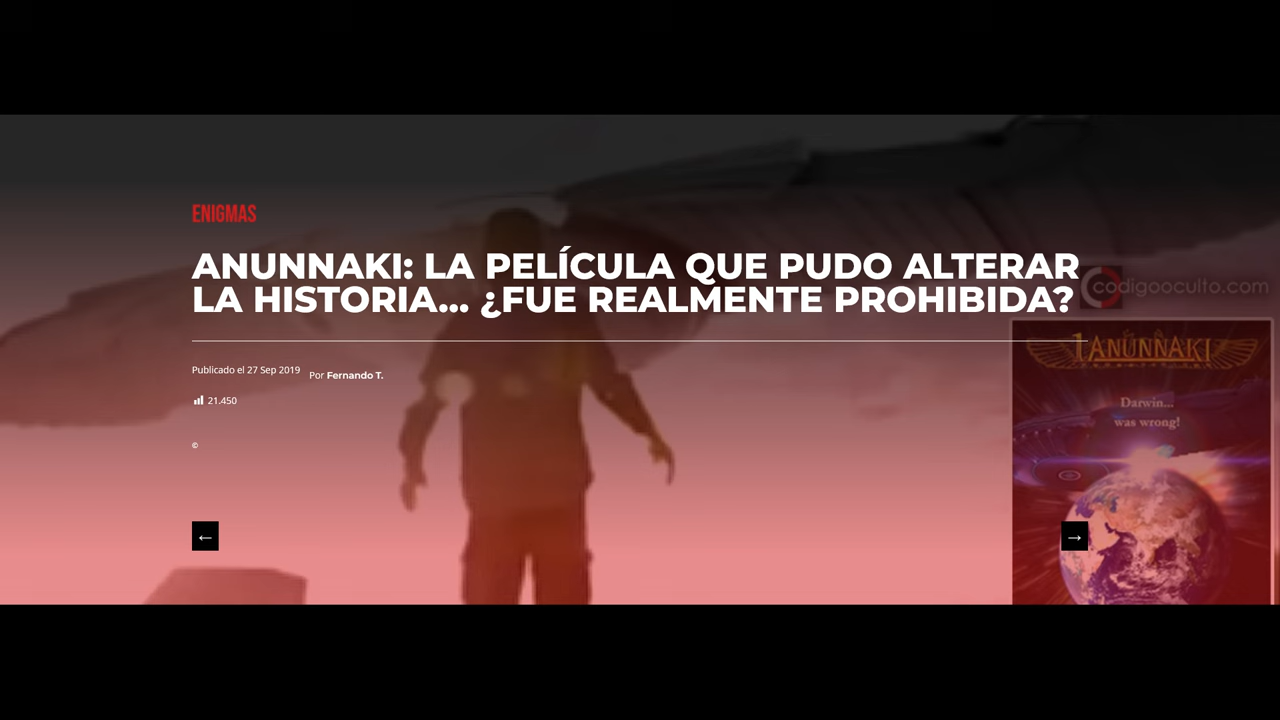 ENIGMAS
ANUNNAKI: LA PELÍCULA QUE PUDO ALTERAR
LA HISTORIA... ¿FUE REALMENTE PROHIBIDA?
codigooculto.com
Publicado el 27 Sep 2019 Por Fernando T.
1ANUNNAKI
21.450
Darwin...
was wrong!
©
← →